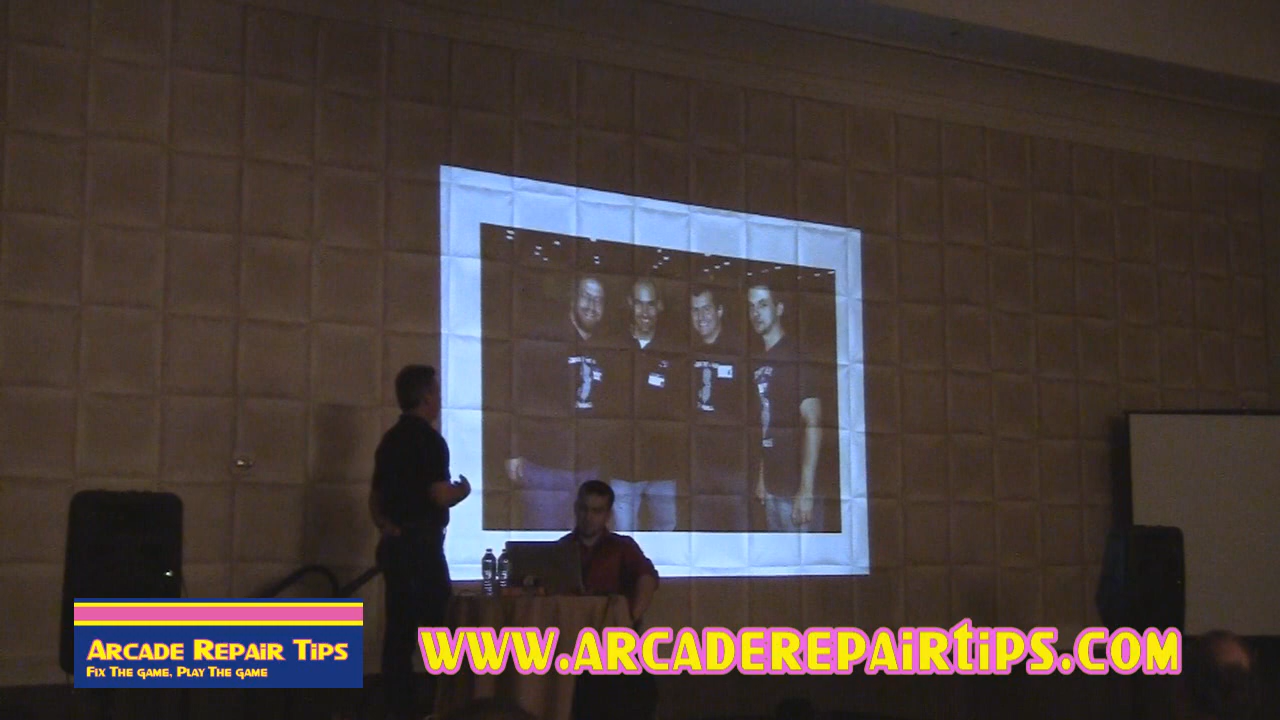 Arcade Repair Tips
Fix The game, Play The game
www.arcaderepairtips.com